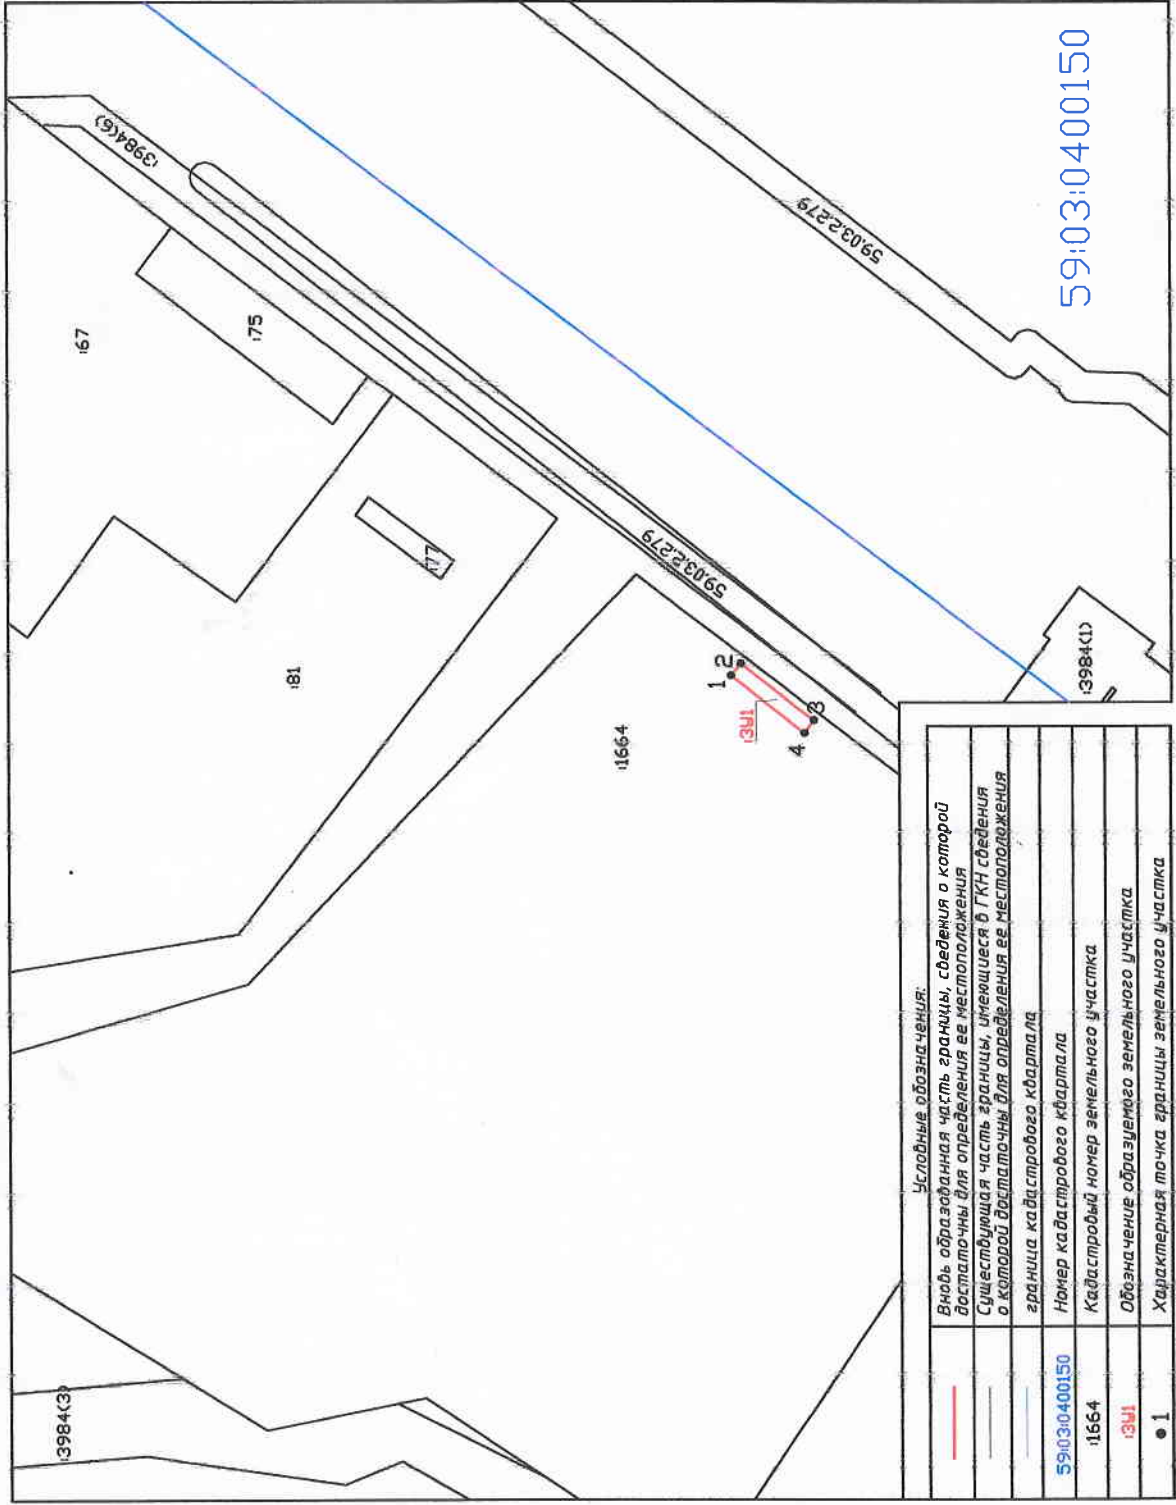 :3984(3)
:81
:67
:77
:75
:3984(6)
:1664
:ЗУ1
1
2
3
4
59.03.2.279
59.03.2.279
:3984(1)
59:03:0400150
Условные обозначения:
Вновь образованная часть границы, сведения о которой
достаточны для определения ее местоположения
Существующая часть границы, имеющиеся в ГКН сведения
о которой достаточны для определения ее местоположения
граница кадастрового квартала
59:03:0400150 Номер кадастрового квартала
:1664 Кадастровый номер земельного участка
:ЗУ1 Обозначение образуемого земельного участка
• 1 Характерная точка границы земельного участка